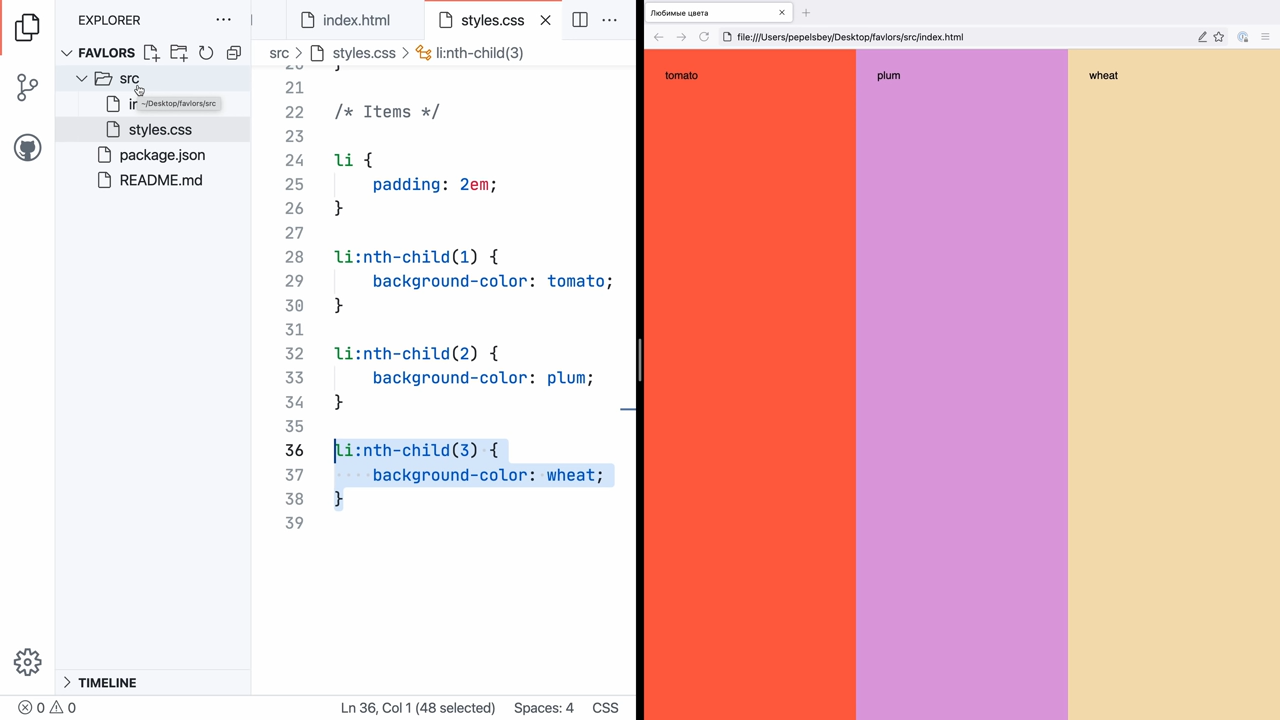 EXPLORER
FAVLORS
src
~/Desktop/favlors/src
styles.css
package.json
README.md
TIMELINE
0 0
index.html
styles.css
src > styles.css > li:nth-child(3)
21
22 /* Items */
23
24 li {
25 padding: 2em;
26 }
27
28 li:nth-child(1) {
29 background-color: tomato;
30 }
31
32 li:nth-child(2) {
33 background-color: plum;
34 }
35
36 li:nth-child(3) {
37 background-color: wheat;
38 }
39
Ln 36, Col 1 (48 selected) Spaces: 4 CSS
Любимые цвета
file:///Users/pepelsbey/Desktop/favlors/src/index.html
tomato
plum
wheat